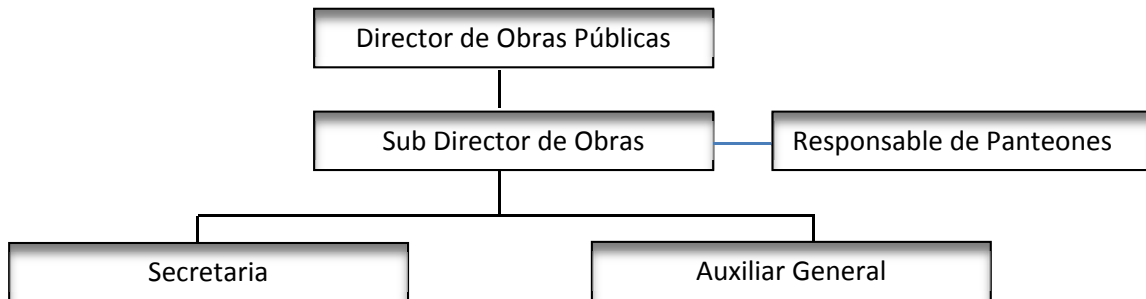 Director de Obras Públicas
Sub Director de Obras
Responsable de Panteones
Secretaria
Auxiliar General